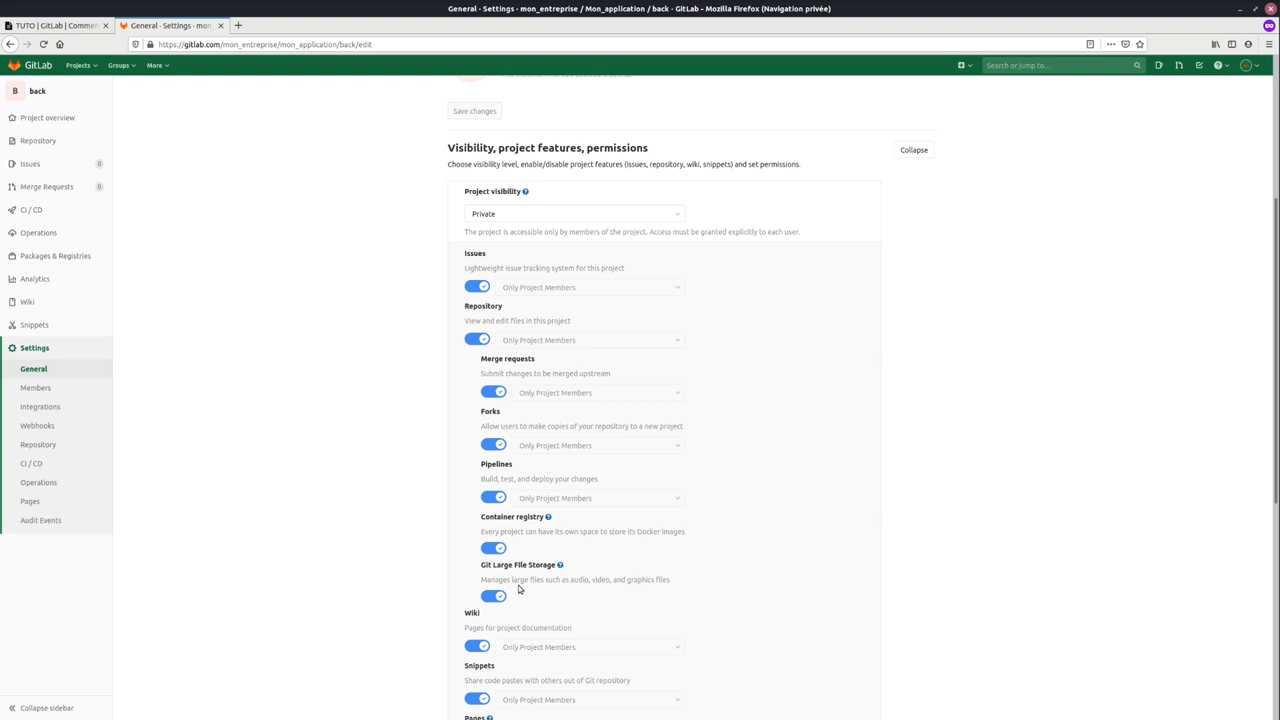 General · Settings · mon_entreprise / Mon_application / back · GitLab - Mozilla Firefox (Navigation privée)
TUTO | GitLab | Commen
General · Settings · mon_
https://gitlab.com/mon_entreprise/mon_application/back/edit
GitLab
Projects
Groups
More
Search or jump to...
B back
Project overview
Repository
Issues 0
Merge Requests 0
CI / CD
Operations
Packages & Registries
Analytics
Wiki
Snippets
Settings
General
Members
Integrations
Webhooks
Repository
CI / CD
Operations
Pages
Audit Events
Collapse sidebar
Save changes
Visibility, project features, permissions
Collapse
Choose visibility level, enable/disable project features (issues, repository, wiki, snippets) and set permissions.
Project visibility
Private
The project is accessible only by members of the project. Access must be granted explicitly to each user.
Issues
Lightweight issue tracking system for this project
Only Project Members
Repository
View and edit files in this project
Only Project Members
Merge requests
Submit changes to be merged upstream
Only Project Members
Forks
Allow users to make copies of your repository to a new project
Only Project Members
Pipelines
Build, test, and deploy your changes
Only Project Members
Container registry
Every project can have its own space to store its Docker images
Git Large File Storage
Manages large files such as audio, video, and graphics files
Wiki
Pages for project documentation
Only Project Members
Snippets
Share code pastes with others out of Git repository
Only Project Members
Pages